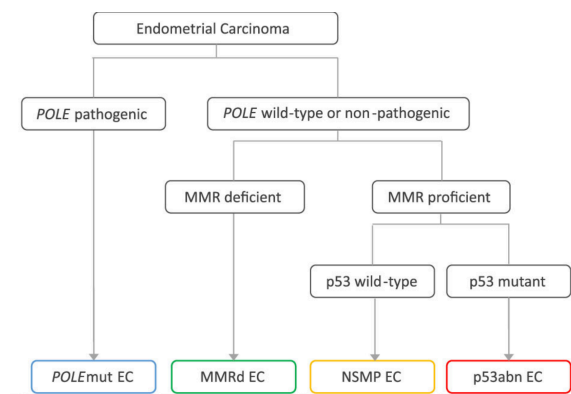 Endometrial Carcinoma
POLE pathogenic
POLE wild-type or non-pathogenic
MMR deficient
MMR proficient
p53 wild-type
p53 mutant
POLEmut EC
MMRd EC
NSMP EC
p53abn EC